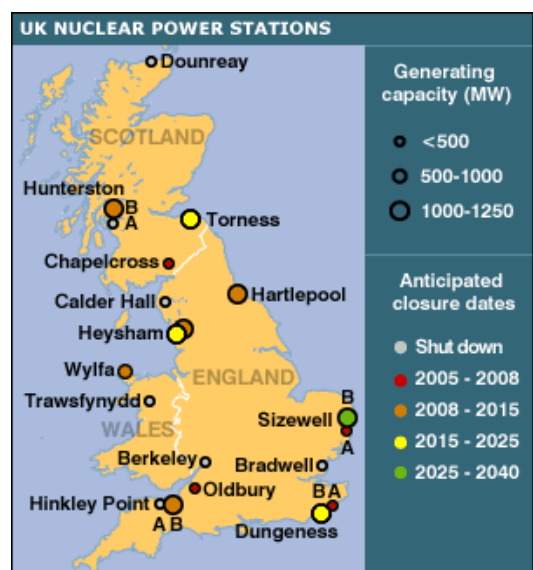 UK NUCLEAR POWER STATIONS
Dounreay
SCOTLAND
Hunterston
B
A
Torness
Chapelcross
Calder Hall
Hartlepool
Heysham
Wylfa
ENGLAND
Trawsfynydd
WALES
B
Sizewell
A
Berkeley
Bradwell
Oldbury
Hinkley Point
A B
B A
Dungeness
Generating
capacity (MW)
<500
500-1000
1000-1250
Anticipated
closure dates
Shut down
2005 - 2008
2008 - 2015
2015 - 2025
2025 - 2040